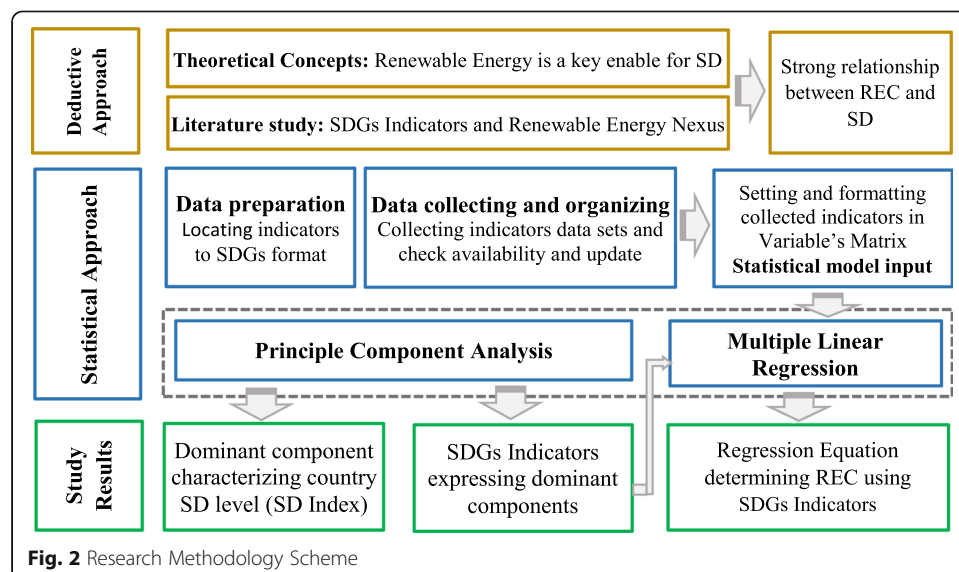 Deductive
Approach
Theoretical Concepts: Renewable Energy is a key enable for SD
Literature study: SDGs Indicators and Renewable Energy Nexus
Strong relationship
between REC and
SD
Statistical Approach
Data preparation
Locating indicators
to SDGs format
Data collecting and organizing
Collecting indicators data sets and
check availability and update
Setting and formatting
collected indicators in
Variable's Matrix
Statistical model input
Principle Component Analysis
Multiple Linear
Regression
Study
Results
Dominant component
characterizing country
SD level (SD Index)
SDGs Indicators
expressing dominant
components
Regression Equation
determining REC using
SDGs Indicators
Fig. 2 Research Methodology Scheme